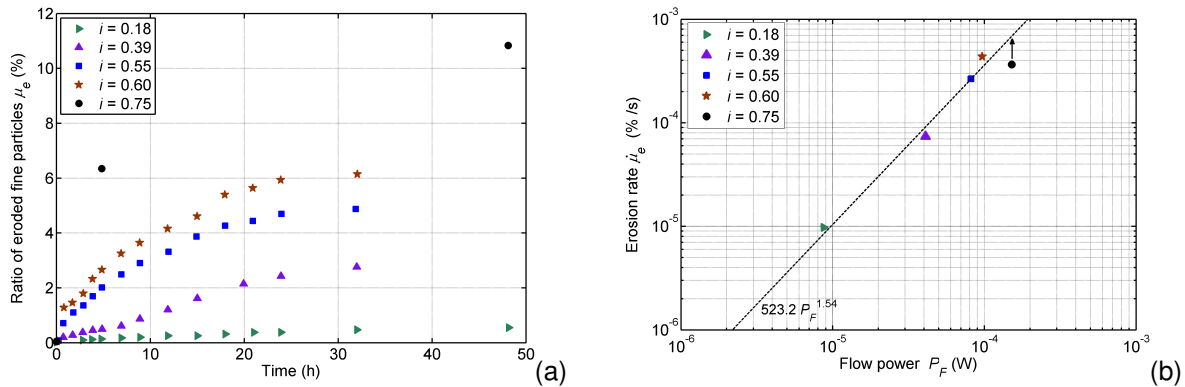 12
10
8
6
4
2
0
0
10
20
30
40
50
Ratio of eroded fine particles μₑ (%)
Time (h)
i = 0.18
i = 0.39
i = 0.55
i = 0.60
i = 0.75
(a)
10⁻³
10⁻⁴
10⁻⁵
10⁻⁶
10⁻⁶
10⁻⁵
10⁻⁴
10⁻³
Erosion rate μ̇ₑ (% /s)
Flow power P_F (W)
i = 0.18
i = 0.39
i = 0.55
i = 0.60
i = 0.75
523.2 P_F^1.54
(b)